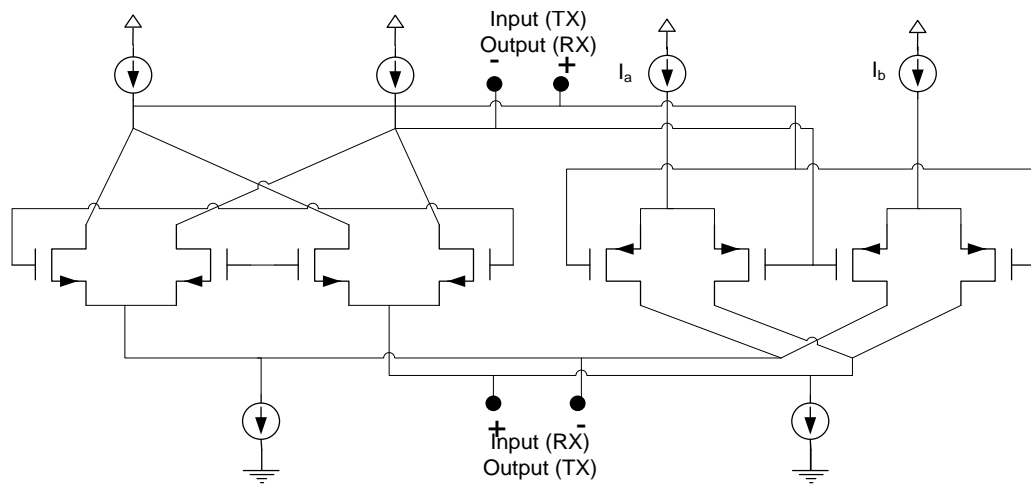 Input (TX)
Output (RX)
- +
Ia
Ib
+ -
Input (RX)
Output (TX)